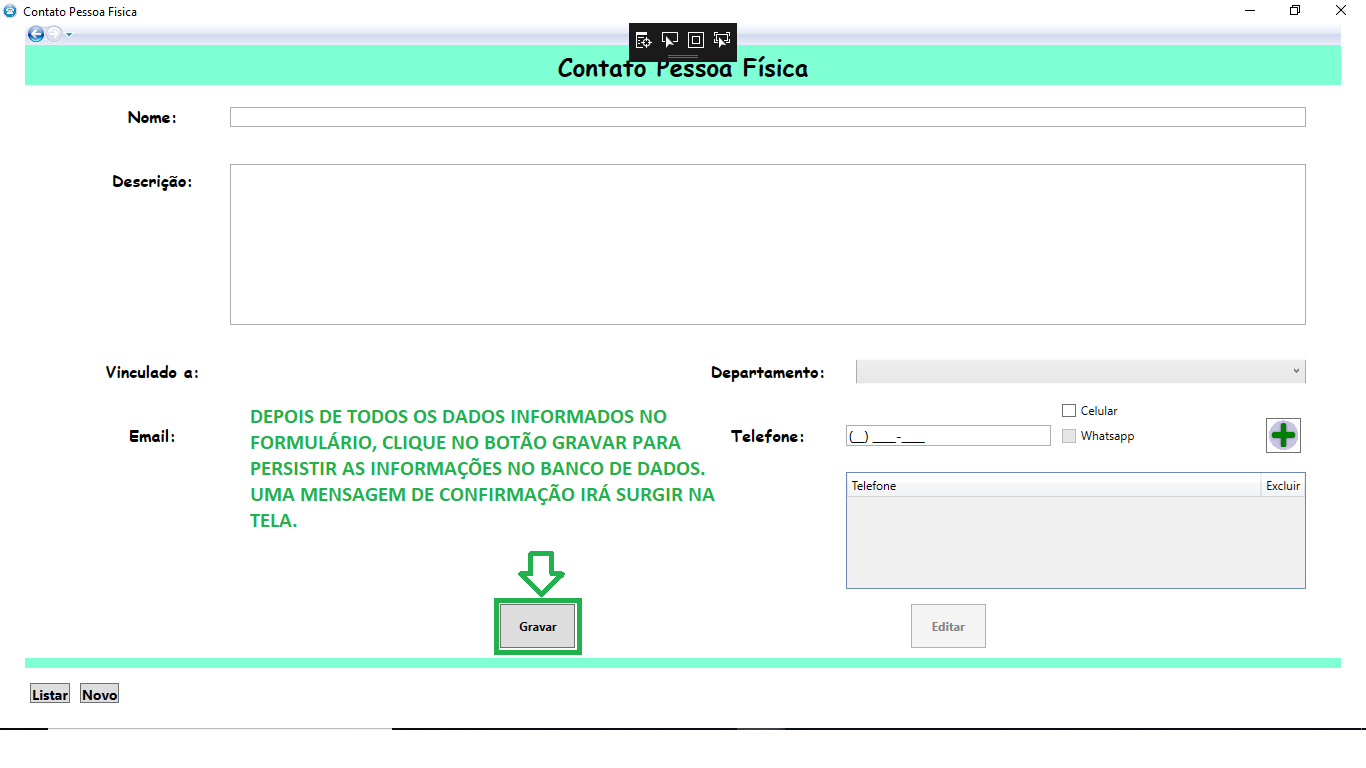 Contato Pessoa Fisica
Contato Pessoa Física
Nome:
Descrição:
Vinculado a:
Departamento:
Email:
DEPOIS DE TODOS OS DADOS INFORMADOS NO
FORMULÁRIO, CLIQUE NO BOTÃO GRAVAR PARA
PERSISTIR AS INFORMAÇÕES NO BANCO DE DADOS.
UMA MENSAGEM DE CONFIRMAÇÃO IRÁ SURGIR NA
TELA.
Telefone:
(__) ____-____
Celular
Whatsapp
Telefone Excluir
Gravar
Editar
Listar Novo